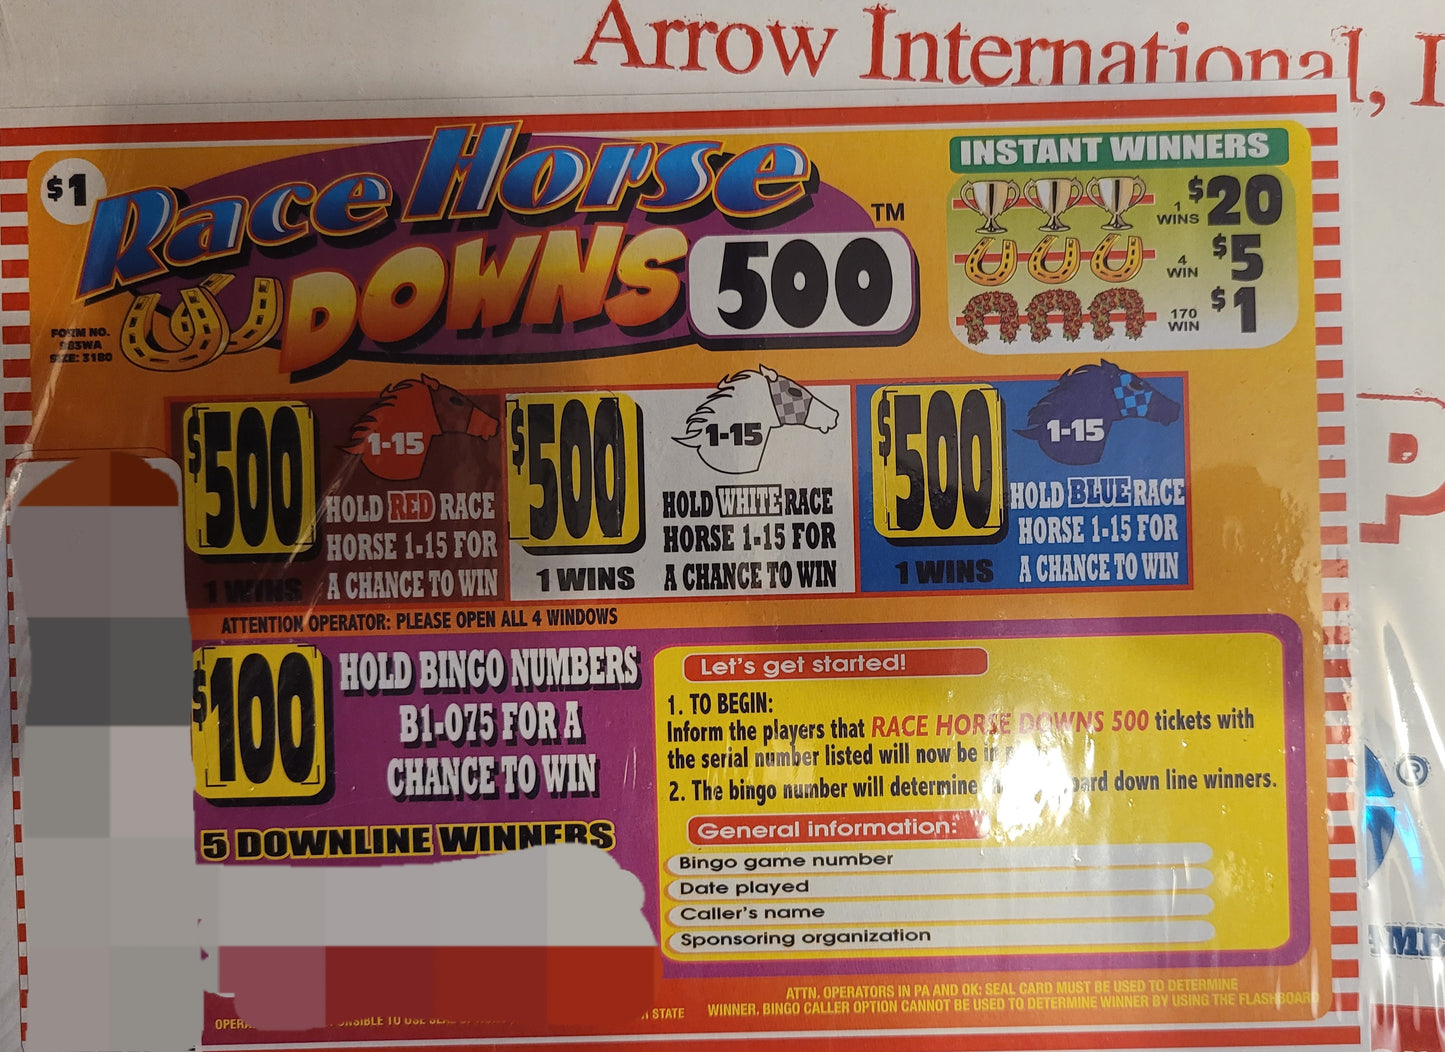 Arrow International, I
$1
Race Horse
DOWNS 500
TM
FORM NO.
983WA
SIZE: 3180
INSTANT WINNERS
1 WINS $20
4 WIN $5
170 WIN $1
$500
1 WINS
1-15
HOLD RED RACE
HORSE 1-15 FOR
A CHANCE TO WIN
$500
1 WINS
1-15
HOLD WHITE RACE
HORSE 1-15 FOR
A CHANCE TO WIN
$500
1 WINS
1-15
HOLD BLUE RACE
HORSE 1-15 FOR
A CHANCE TO WIN
ATTENTION OPERATOR: PLEASE OPEN ALL 4 WINDOWS
$100
HOLD BINGO NUMBERS
B1-O75 FOR A
CHANCE TO WIN
5 DOWNLINE WINNERS
Let's get started!
1. TO BEGIN:
Inform the players that RACE HORSE DOWNS 500 tickets with
the serial number listed will now be in
2. The bingo number will determine down line winners.
General information:
Bingo game number
Date played
Caller's name
Sponsoring organization
ATTN. OPERATORS IN PA AND OK: SEAL CARD MUST BE USED TO DETERMINE
WINNER. BINGO CALLER OPTION CANNOT BE USED TO DETERMINE WINNER BY USING THE FLASHBOARD
TO USE
STATE
P